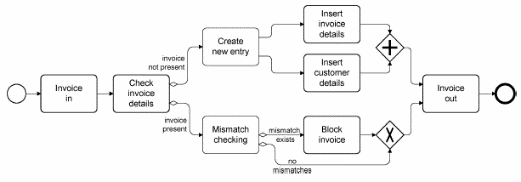 Insert
invoice
details
Create
new entry
invoice
not present
Insert
customer
details
Invoice
in
Check
invoice
details
Invoice
out
invoice
present
Mismatch
checking
mismatch
exists
Block
invoice
no
mismatches